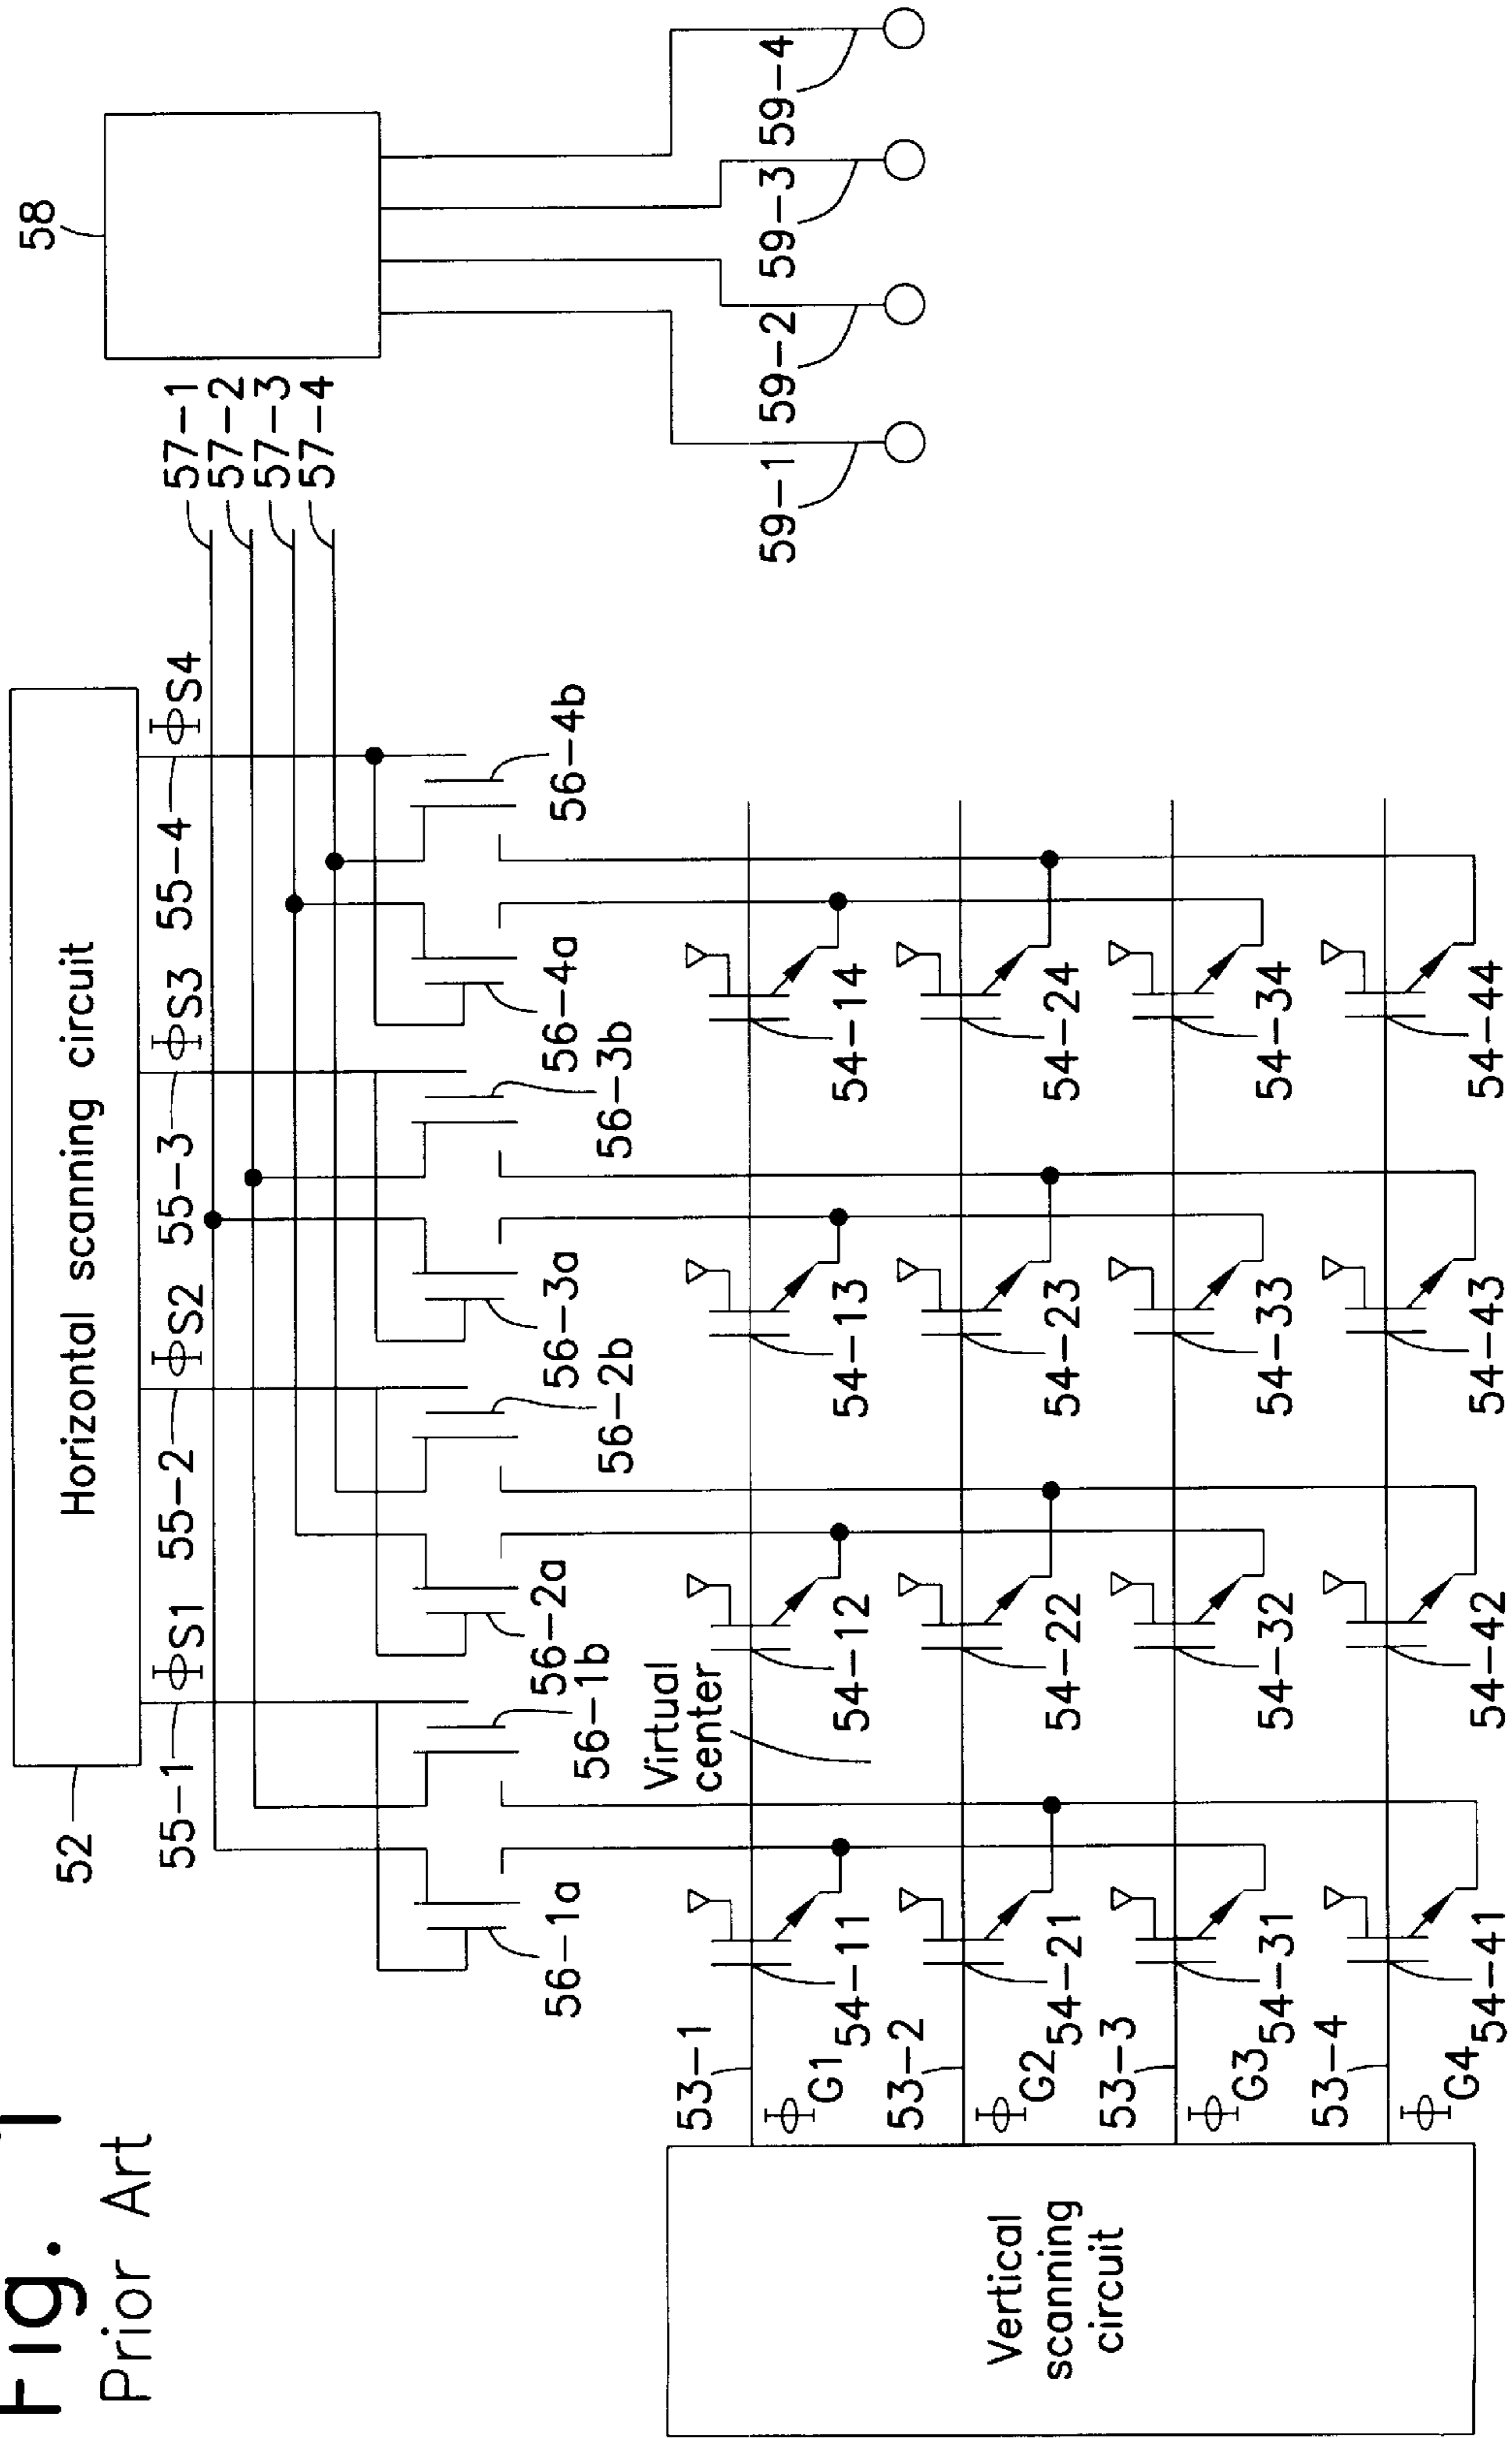 Fig. 1
Prior Art
52
Horizontal scanning circuit
58
55-1
ΦS1
55-2
ΦS2
55-3
ΦS3
55-4
ΦS4
57-1
57-2
57-3
57-4
56-1a
56-1b
56-2a
56-2b
56-3a
56-3b
56-4a
56-4b
59-1
59-2
59-3
59-4
Virtual
center
53-1
ΦG1
54-11
54-12
54-13
54-14
53-2
ΦG2
54-21
54-22
54-23
54-24
53-3
ΦG3
54-31
54-32
54-33
54-34
53-4
ΦG4
54-41
54-42
54-43
54-44
Vertical
scanning
circuit